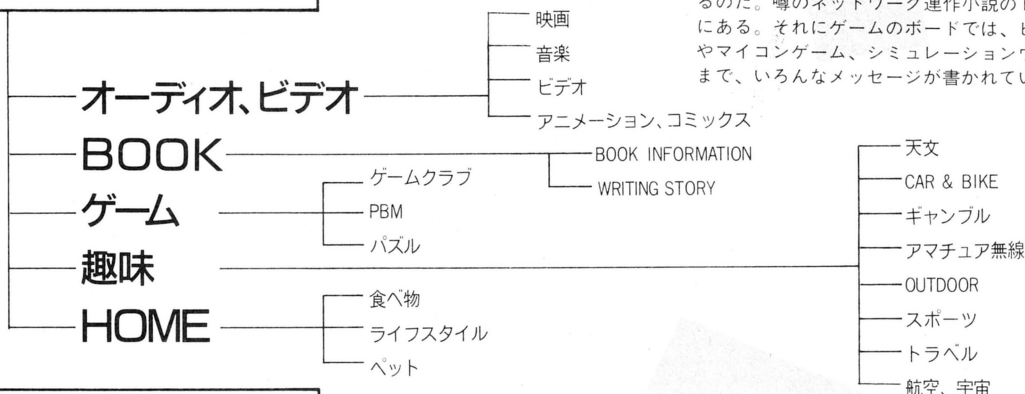 るのだ。噂のネットワーク連作小説の
にある。それにゲームのボードでは、
やマイコンゲーム、シミュレーション
まで、いろんなメッセージが書かれてい
オーディオ、ビデオ
映画
音楽
ビデオ
アニメーション、コミックス
BOOK
BOOK INFORMATION
WRITING STORY
ゲーム
ゲームクラブ
PBM
パズル
趣味
天文
CAR & BIKE
ギャンブル
アマチュア無線
OUTDOOR
スポーツ
トラベル
航空、宇宙
HOME
食べ物
ライフスタイル
ペット